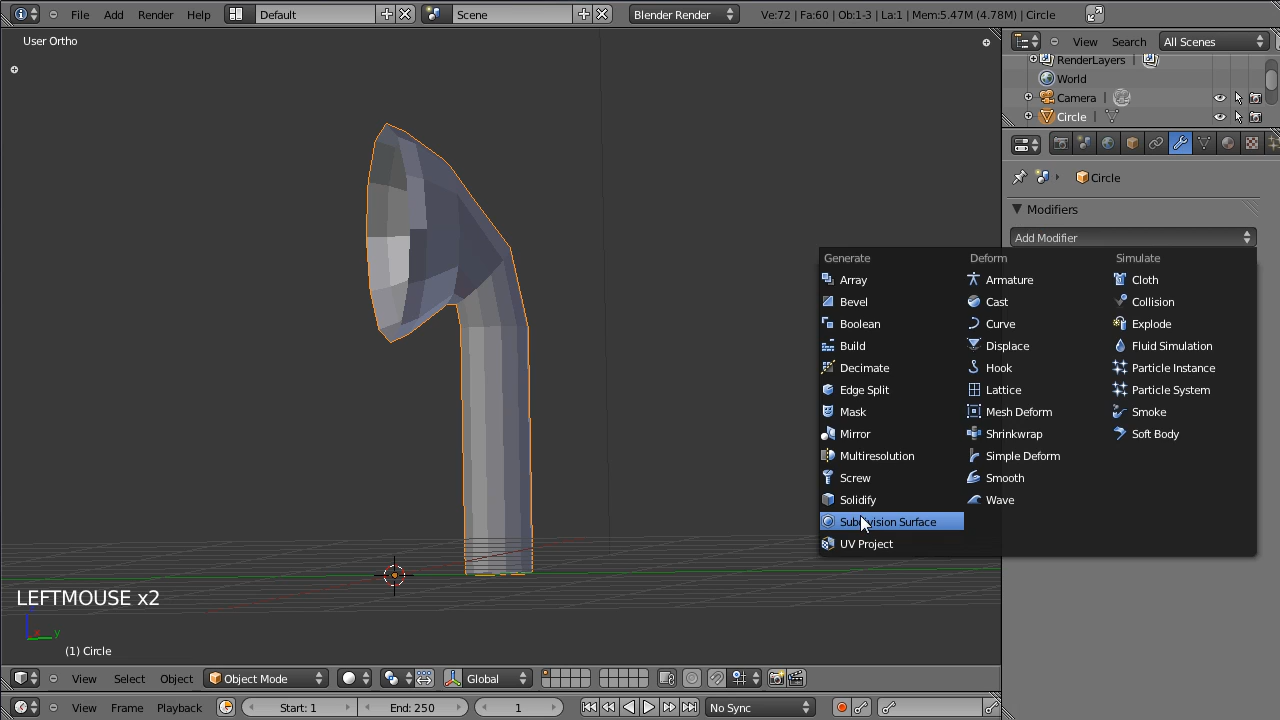 File Add Render Help Default Scene Blender Render Ve:72 | Fa:60 | Ob:1-3 | La:1 | Mem:5.47M (4.78M) | Circle
User Ortho
View Search All Scenes
RenderLayers
World
Camera
Circle
Circle
Modifiers
Add Modifier
Generate Deform Simulate
Array Armature Cloth
Bevel Cast Collision
Boolean Curve Explode
Build Displace Fluid Simulation
Decimate Hook Particle Instance
Edge Split Lattice Particle System
Mask Mesh Deform Smoke
Mirror Shrinkwrap Soft Body
Multiresolution Simple Deform
Screw Smooth
Solidify Wave
Subdivision Surface
UV Project
LEFTMOUSE x2
x y
(1) Circle
View Select Object Object Mode Global
View Frame Playback Start: 1 End: 250 1 No Sync